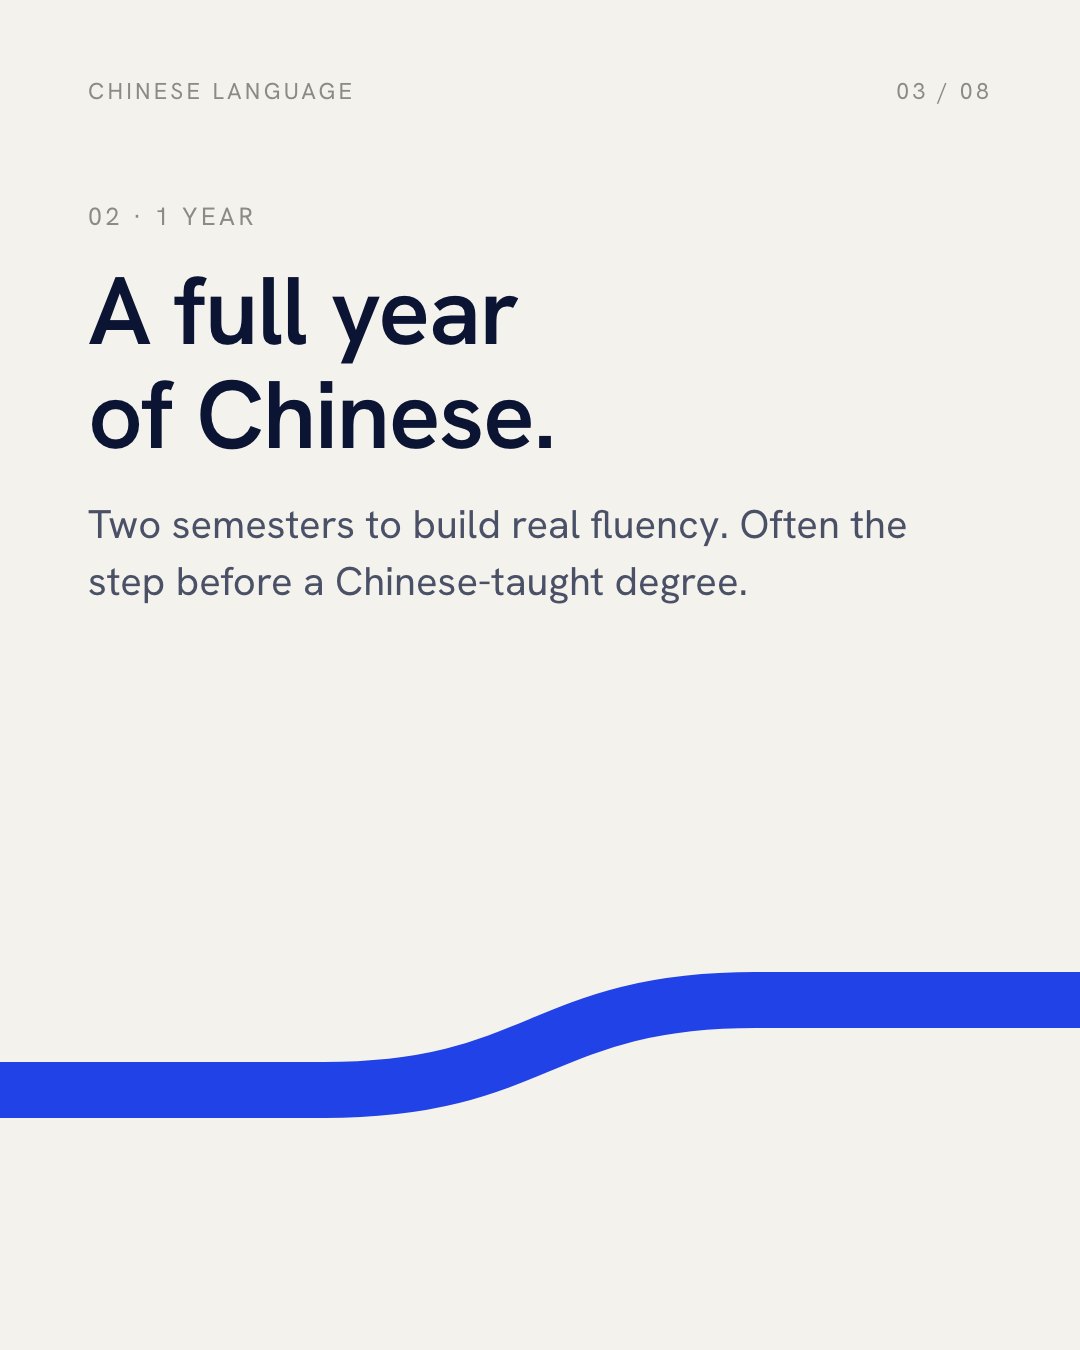 CHINESE LANGUAGE
03 / 08
02 · 1 YEAR
A full year
of Chinese.
Two semesters to build real fluency. Often the
step before a Chinese-taught degree.